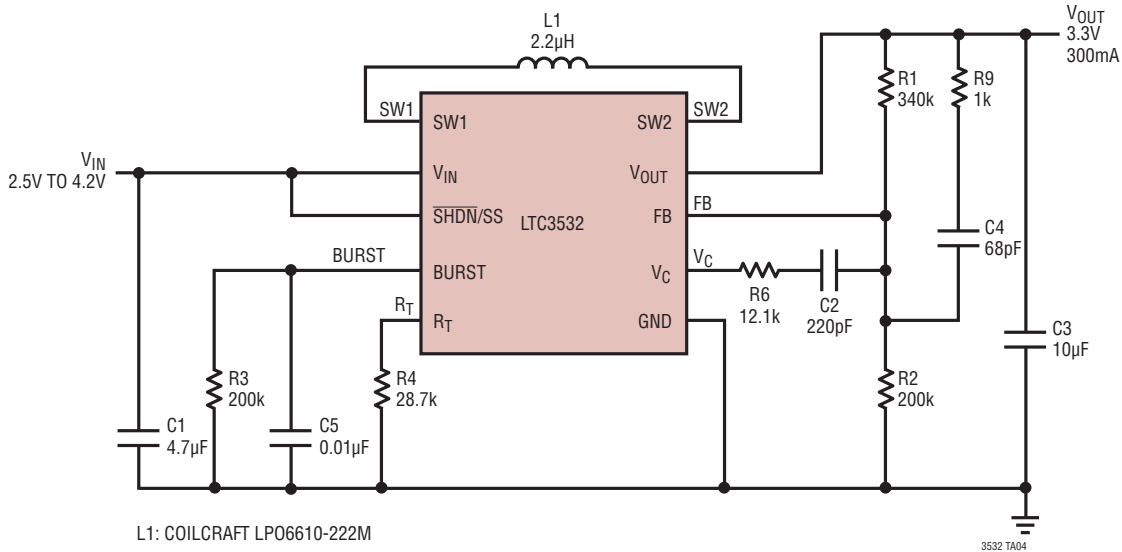 L1
2.2µH
VOUT
3.3V
300mA
R1
340k
R9
1k
SW1
SW2
SW1
SW2
VIN
2.5V TO 4.2V
VIN
VOUT
SHDN/SS
LTC3532
FB
FB
C4
68pF
BURST
BURST
VC
VC
R6
12.1k
C2
220pF
RT
RT
GND
C3
10µF
R3
200k
R4
28.7k
R2
200k
C1
4.7µF
C5
0.01µF
L1: COILCRAFT LPO6610-222M
3532 TA04